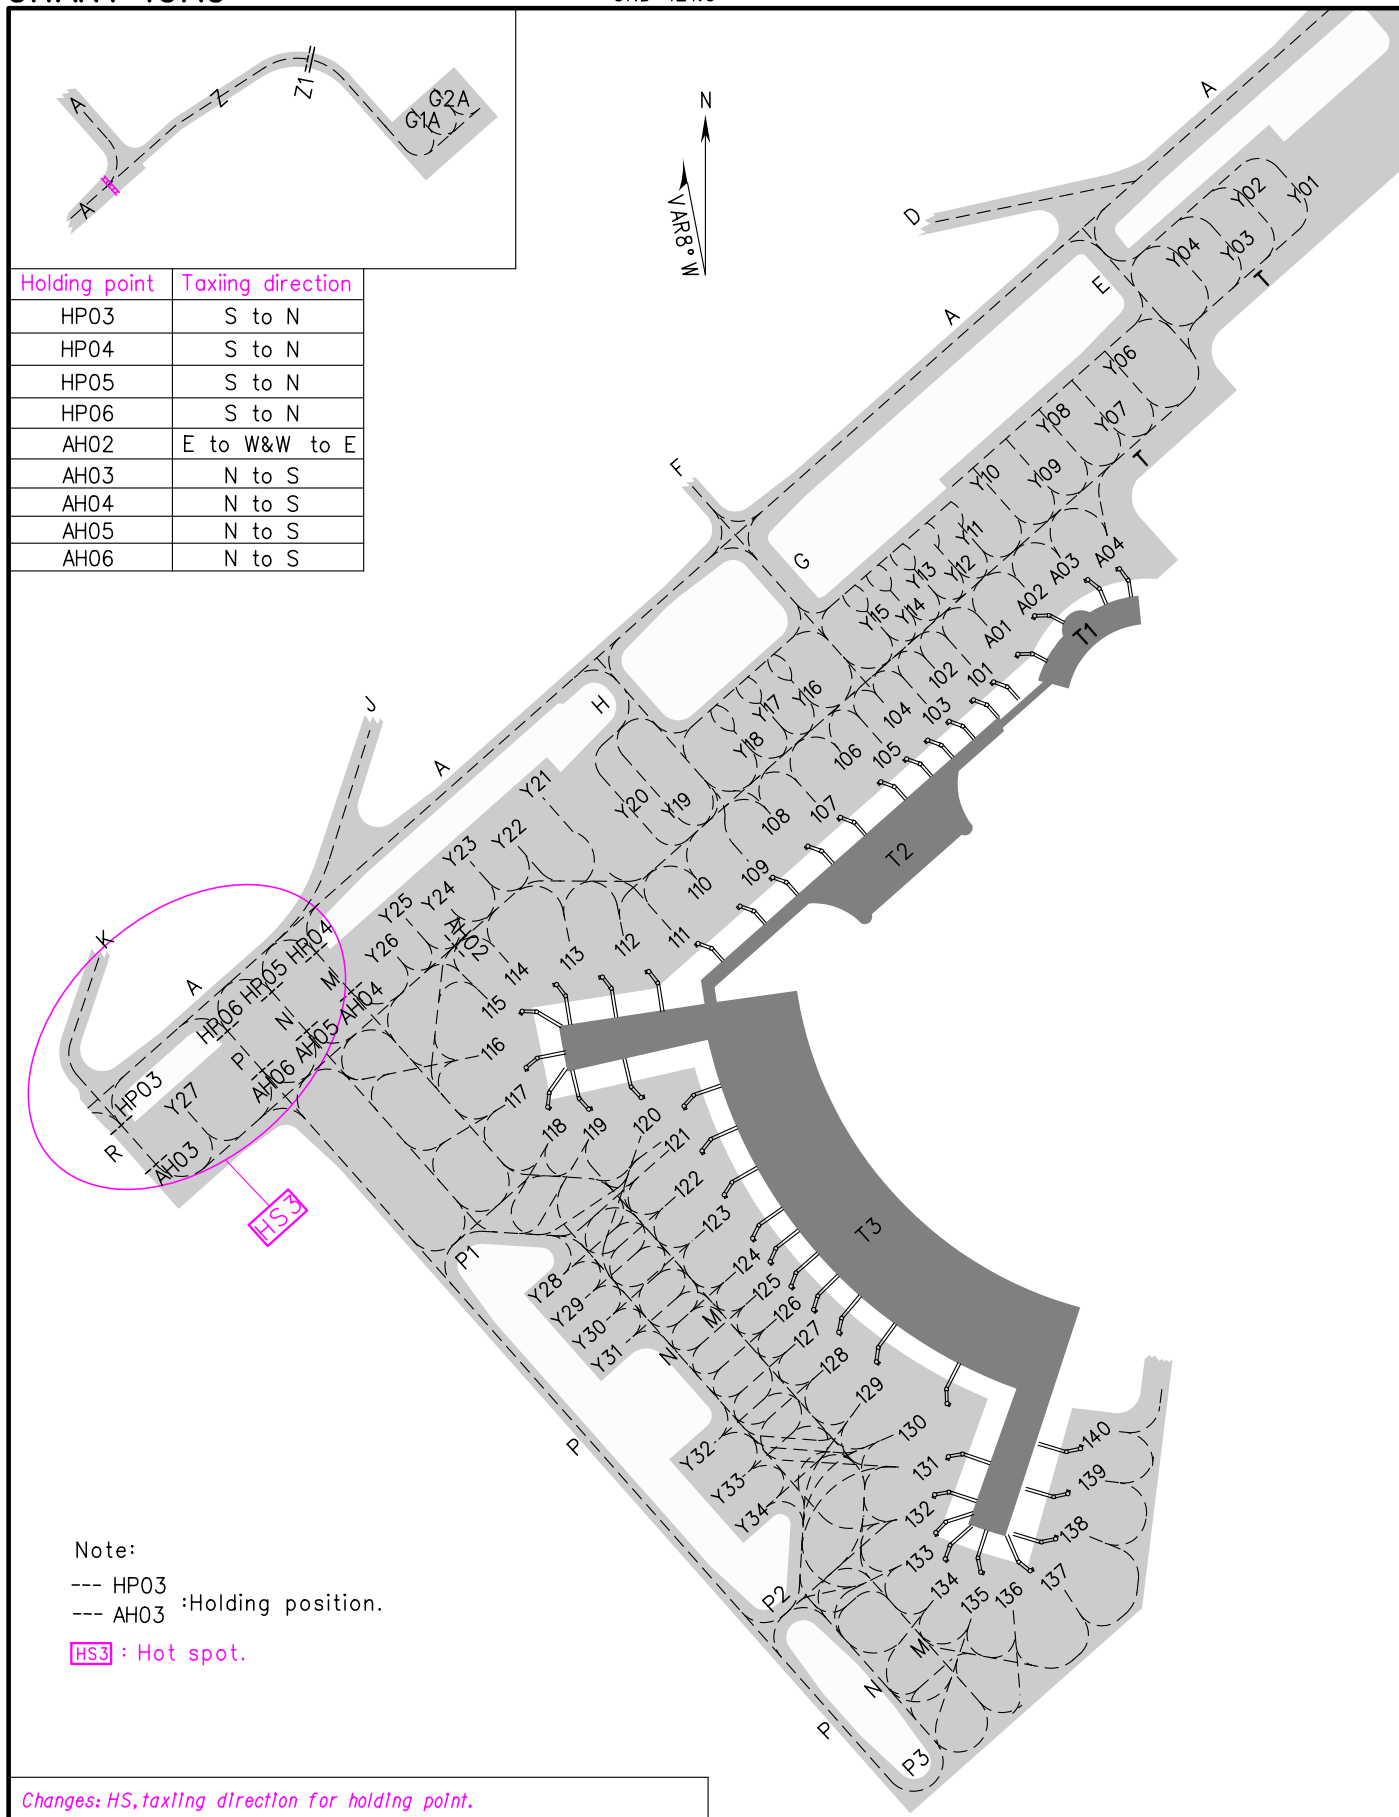 A
Z
Z1
G1A
G2A
A
N
VAR8°W
Holding point Taxiing direction
HP03 S to N
HP04 S to N
HP05 S to N
HP06 S to N
AH02 E to W&W to E
AH03 N to S
AH04 N to S
AH05 N to S
AH06 N to S
A
D
Y02
Y01
Y04
Y03
T
E
A
Y06
Y08
Y07
T
F
Y10
Y09
G
Y11
Y12
Y13
Y14
Y15
A04
A03
A02
A01
T1
102
101
103
104
105
106
Y16
Y17
Y18
H
J
A
Y21
Y20
Y19
107
108
109
110
T2
Y22
Y23
Y24
Y25
Y26
AH02
111
112
113
114
115
116
117
118
119
120
121
122
123
124
125
126
127
128
129
130
131
132
133
134
135
136
137
138
139
140
T3
K
A
HP04
HP05
HP06
M
N
P
AH04
AH05
AH06
HP03
Y27
R
AH03
HS3
P1
Y28
Y29
Y30
Y31
M
N
Y32
Y33
Y34
P
P2
M
N
P
P3
Note:
--- HP03
--- AH03 :Holding position.
HS3 : Hot spot.
Changes: HS, taxiing direction for holding point.